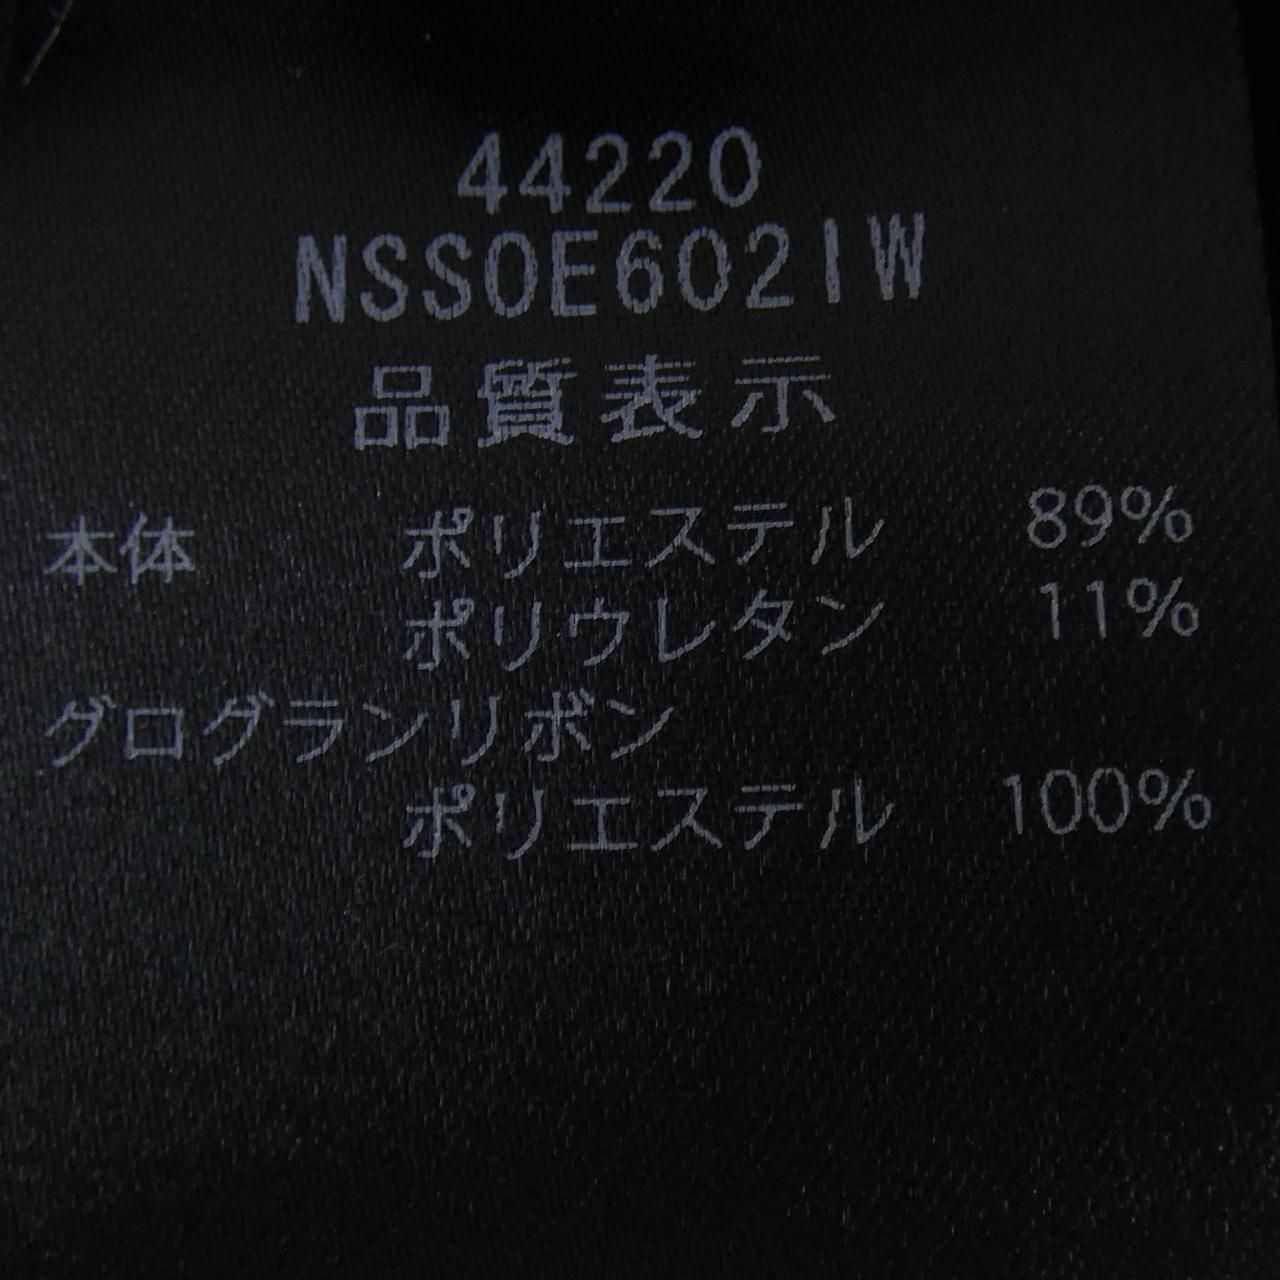 44220
NSSOE602IW
品質表示
本体 ポリエステル 89%
ポリウレタン 11%
グログランリボン
ポリエステル 100%